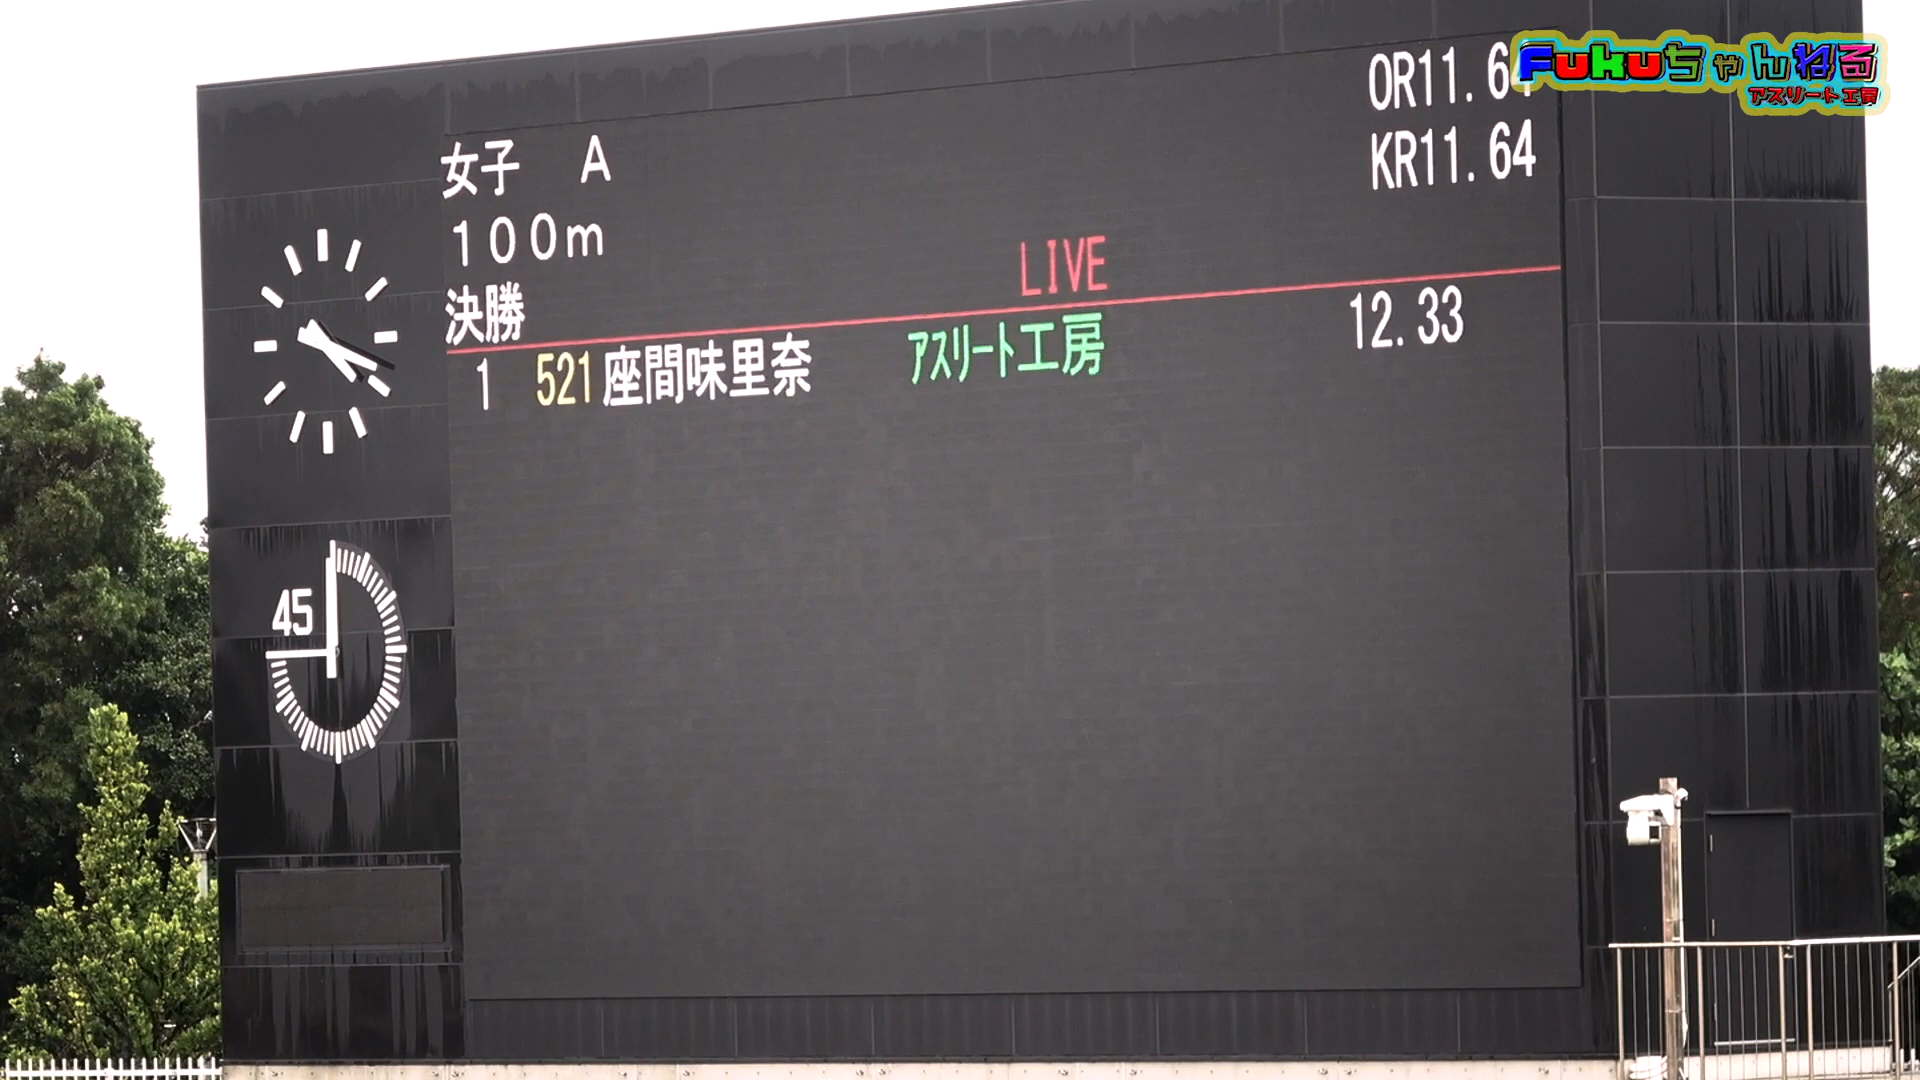 Fukuちゃんねる
アスリート工房
OR11.64
KR11.64
女子 A
100m
決勝
LIVE
1 521 座間味里奈 アスリート工房 12.33
45